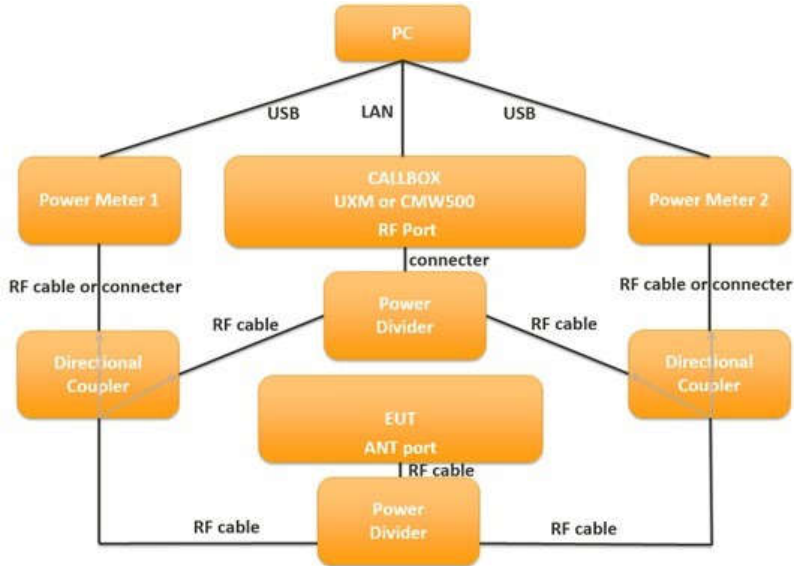 PC
USB
LAN
USB
Power Meter 1
CALLBOX
UXM or CMW500
RF Port
Power Meter 2
connecter
RF cable or connecter
RF cable or connecter
RF cable
Power
Divider
RF cable
Directional
Coupler
Directional
Coupler
EUT
ANT port
RF cable
Power
Divider
RF cable
RF cable